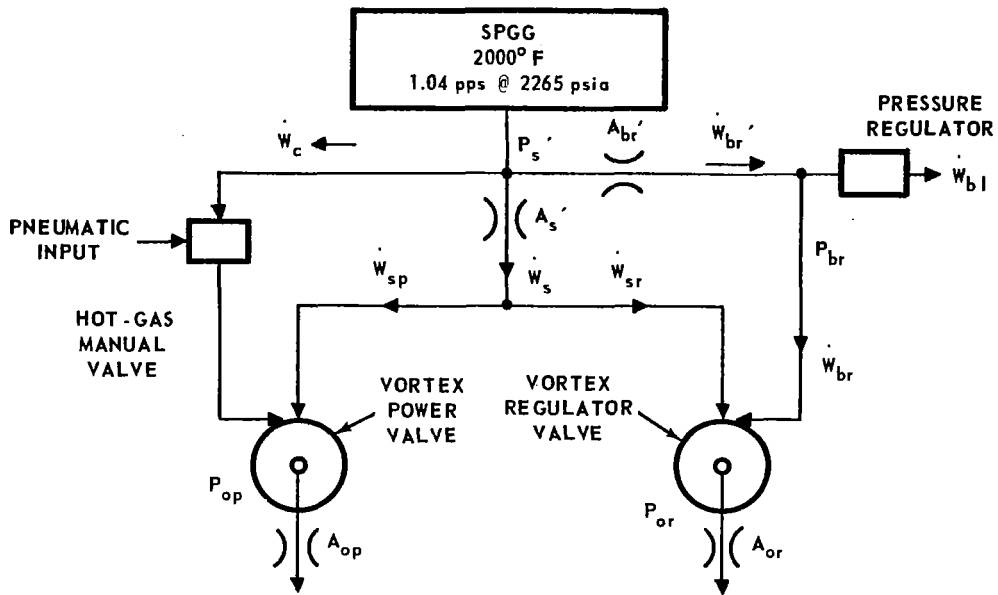 SPGG
2000° F
1.04 pps @ 2265 psia
PRESSURE
REGULATOR
Ẇc
Ps'
Abr'
Ẇbr'
Ẇbl
As'
PNEUMATIC
INPUT
Pbr
Ẇsp
Ẇs
Ẇsr
HOT-GAS
MANUAL
VALVE
Ẇbr
VORTEX
POWER
VALVE
VORTEX
REGULATOR
VALVE
Pop
Por
Aop
Aor